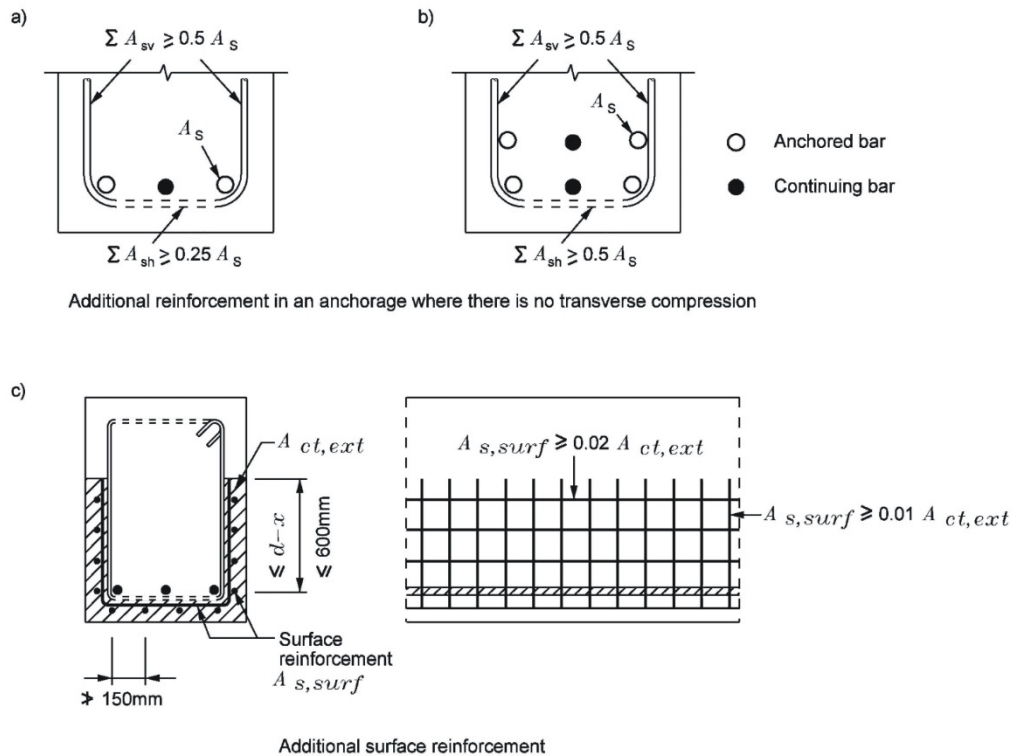 a)
Σ A sv ⩾ 0.5 A S
A S
Σ A sh ⩾ 0.25 A S
b)
Σ A sv ⩾ 0.5 A S
A S
Σ A sh ⩾ 0.5 A S
Anchored bar
Continuing bar
Additional reinforcement in an anchorage where there is no transverse compression
c)
A ct,ext
⩽ d-x
⩽ 600mm
Surface
reinforcement
A s,surf
≯ 150mm
A s,surf ⩾ 0.02 A ct,ext
A s,surf ⩾ 0.01 A ct,ext
Additional surface reinforcement